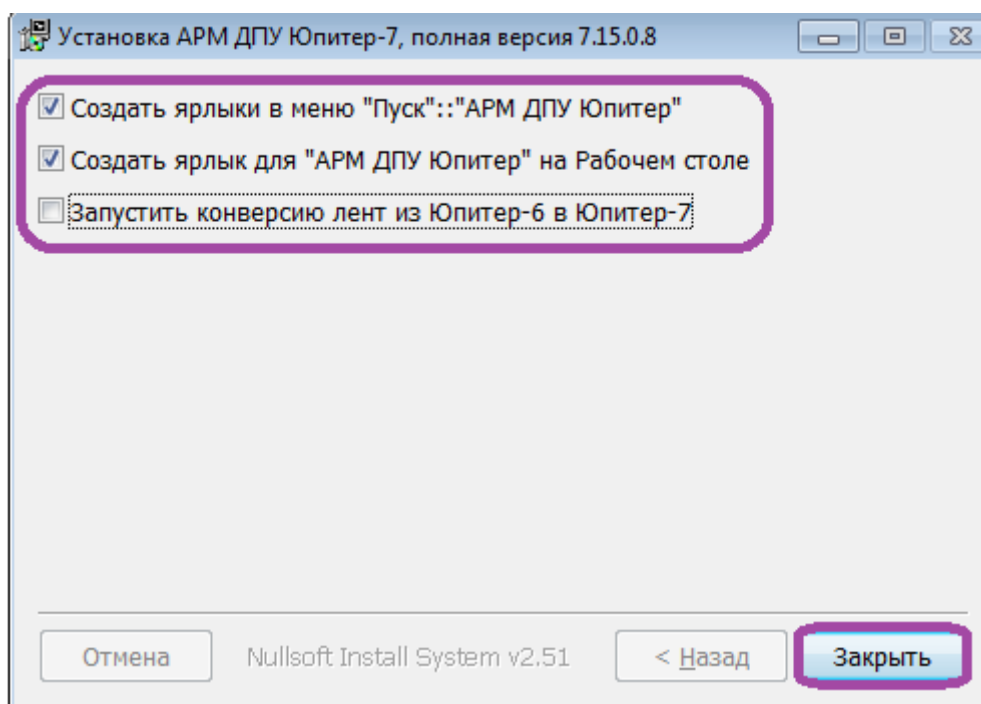 Установка АРМ ДПУ Юпитер-7, полная версия 7.15.0.8
Создать ярлыки в меню "Пуск"::"АРМ ДПУ Юпитер"
Создать ярлык для "АРМ ДПУ Юпитер" на Рабочем столе
Запустить конверсию лент из Юпитер-6 в Юпитер-7
Отмена Nullsoft Install System v2.51 < Назад Закрыть